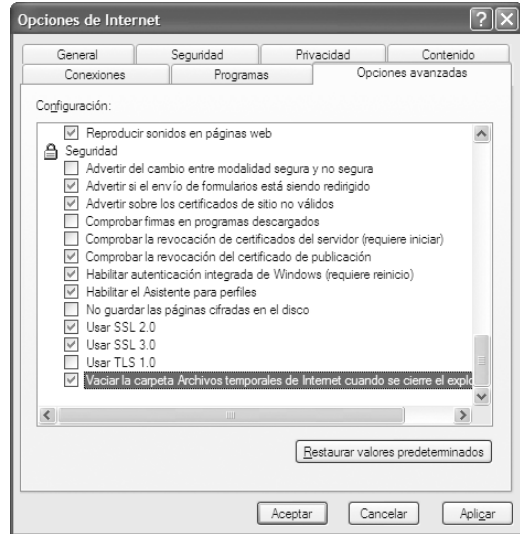 Opciones de Internet
General Seguridad Privacidad Contenido
Conexiones Programas Opciones avanzadas
Configuración:
Reproducir sonidos en páginas web
Seguridad
Advertir del cambio entre modalidad segura y no segura
Advertir si el envío de formularios está siendo redirigido
Advertir sobre los certificados de sitio no válidos
Comprobar firmas en programas descargados
Comprobar la revocación de certificados del servidor (requiere iniciar)
Comprobar la revocación del certificado de publicación
Habilitar autenticación integrada de Windows (requiere reinicio)
Habilitar el Asistente para perfiles
No guardar las páginas cifradas en el disco
Usar SSL 2.0
Usar SSL 3.0
Usar TLS 1.0
Vaciar la carpeta Archivos temporales de Internet cuando se cierre el explo
Restaurar valores predeterminados
Aceptar Cancelar Aplicar